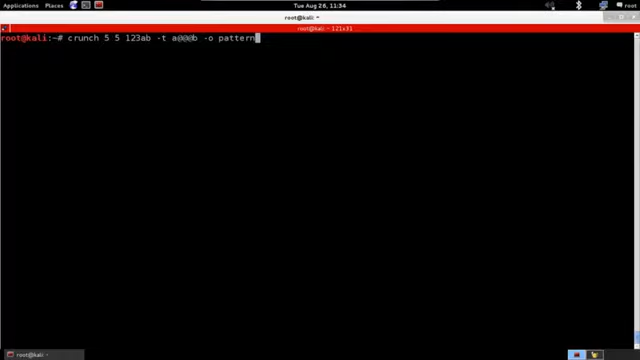 Applications Places Tue Aug 26, 11:34 root
root@kali: ~
root@kali: ~ 121x31
root@kali:~# crunch 5 5 123ab -t a@@@b -o pattern
root@kali: ~